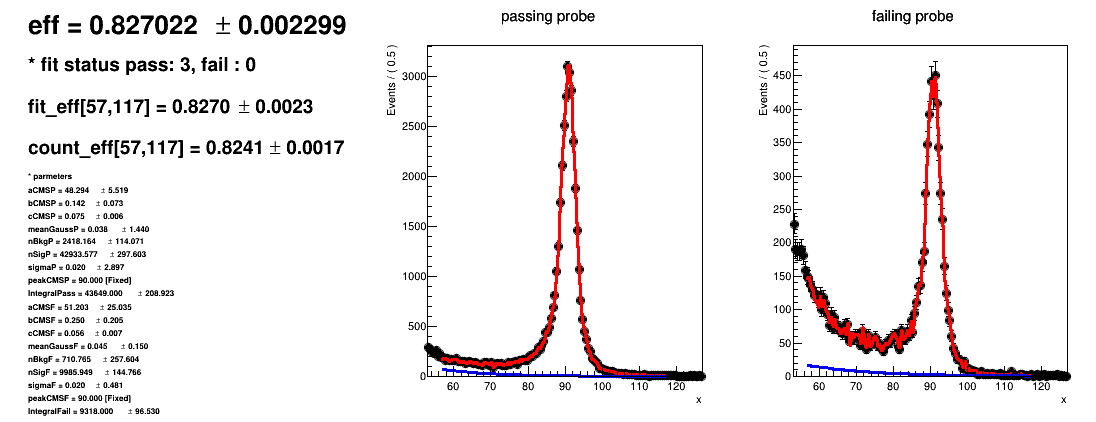 eff = 0.827022 ± 0.002299
* fit status pass: 3, fail : 0
fit_eff[57,117] = 0.8270 ± 0.0023
count_eff[57,117] = 0.8241 ± 0.0017
* parmeters
aCMSP = 48.294 ± 5.519
bCMSP = 0.142 ± 0.073
cCMSP = 0.075 ± 0.006
meanGaussP = 0.038 ± 1.440
nBkgP = 2418.164 ± 114.071
nSigP = 42933.577 ± 297.603
sigmaP = 0.020 ± 2.897
peakCMSP = 90.000 [Fixed]
IntegralPass = 43649.000 ± 208.923
aCMSF = 51.203 ± 25.035
bCMSF = 0.250 ± 0.205
cCMSF = 0.056 ± 0.007
meanGaussF = 0.045 ± 0.150
nBkgF = 710.765 ± 257.604
nSigF = 9985.949 ± 144.766
sigmaF = 0.020 ± 0.481
peakCMSF = 90.000 [Fixed]
IntegralFail = 9318.000 ± 96.530
passing probe
Events / ( 0.5 )
3000
2500
2000
1500
1000
500
0
60 70 80 90 100 110 120
x
failing probe
Events / ( 0.5 )
450
400
350
300
250
200
150
100
50
0
60 70 80 90 100 110 120
x